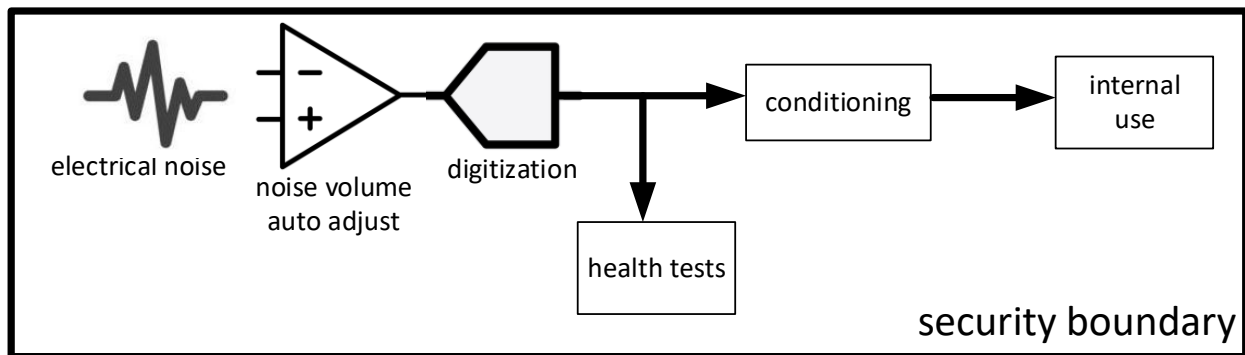 electrical noise
noise volume
auto adjust
digitization
conditioning
internal
use
health tests
security boundary